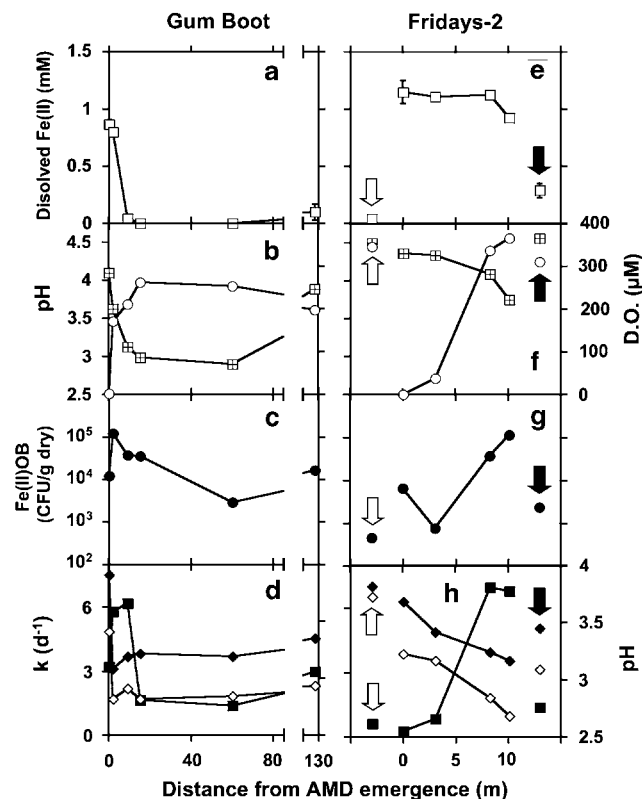 Gum Boot Fridays-2
a e
Disolved Fe(II) (mM)
1.5
1
0.5
0
b f
pH
4.5
4
3.5
3
2.5
D.O. (µM)
400
300
200
100
0
c g
Fe(II)OB
(CFU/g dry)
10⁵
10⁴
10³
10²
d h
k (d⁻¹)
6
3
0
pH
4
3.5
3
2.5
0 20 40 60 80 130 0 5 10 15
Distance from AMD emergence (m)